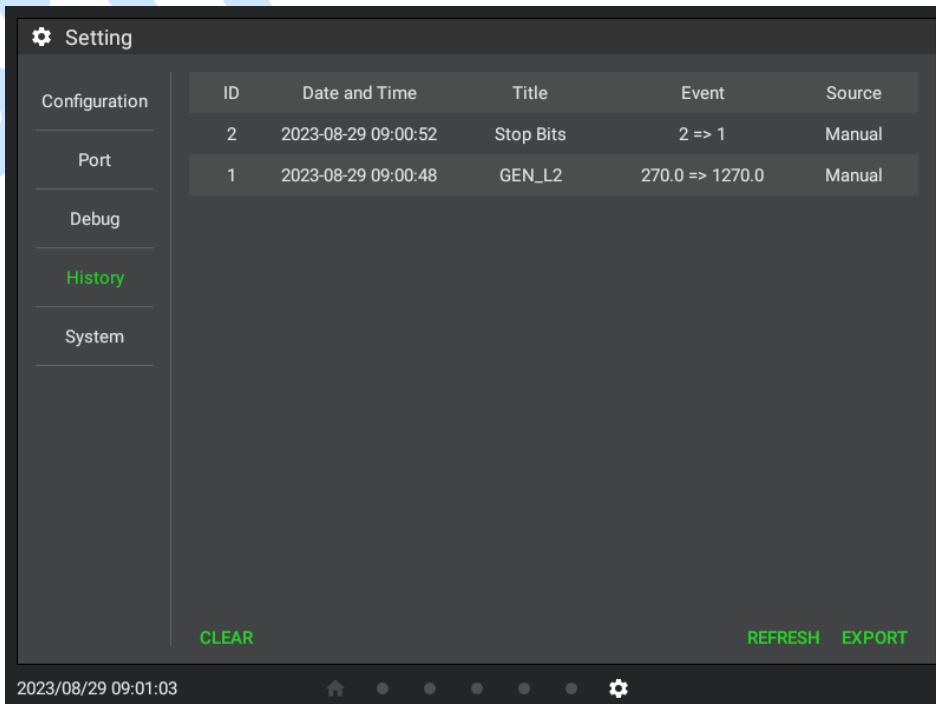 Setting
Configuration
Port
Debug
History
System
ID Date and Time Title Event Source
2 2023-08-29 09:00:52 Stop Bits 2 => 1 Manual
1 2023-08-29 09:00:48 GEN_L2 270.0 => 1270.0 Manual
CLEAR REFRESH EXPORT
2023/08/29 09:01:03